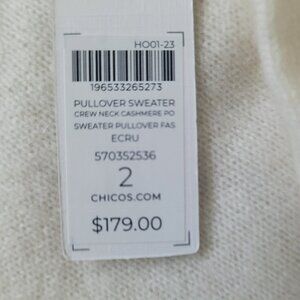 HO01-23
196533265273
PULLOVER SWEATER
CREW NECK CASHMERE PO
SWEATER PULLOVER FAS
ECRU
570352536
2
CHICOS.COM
$179.00